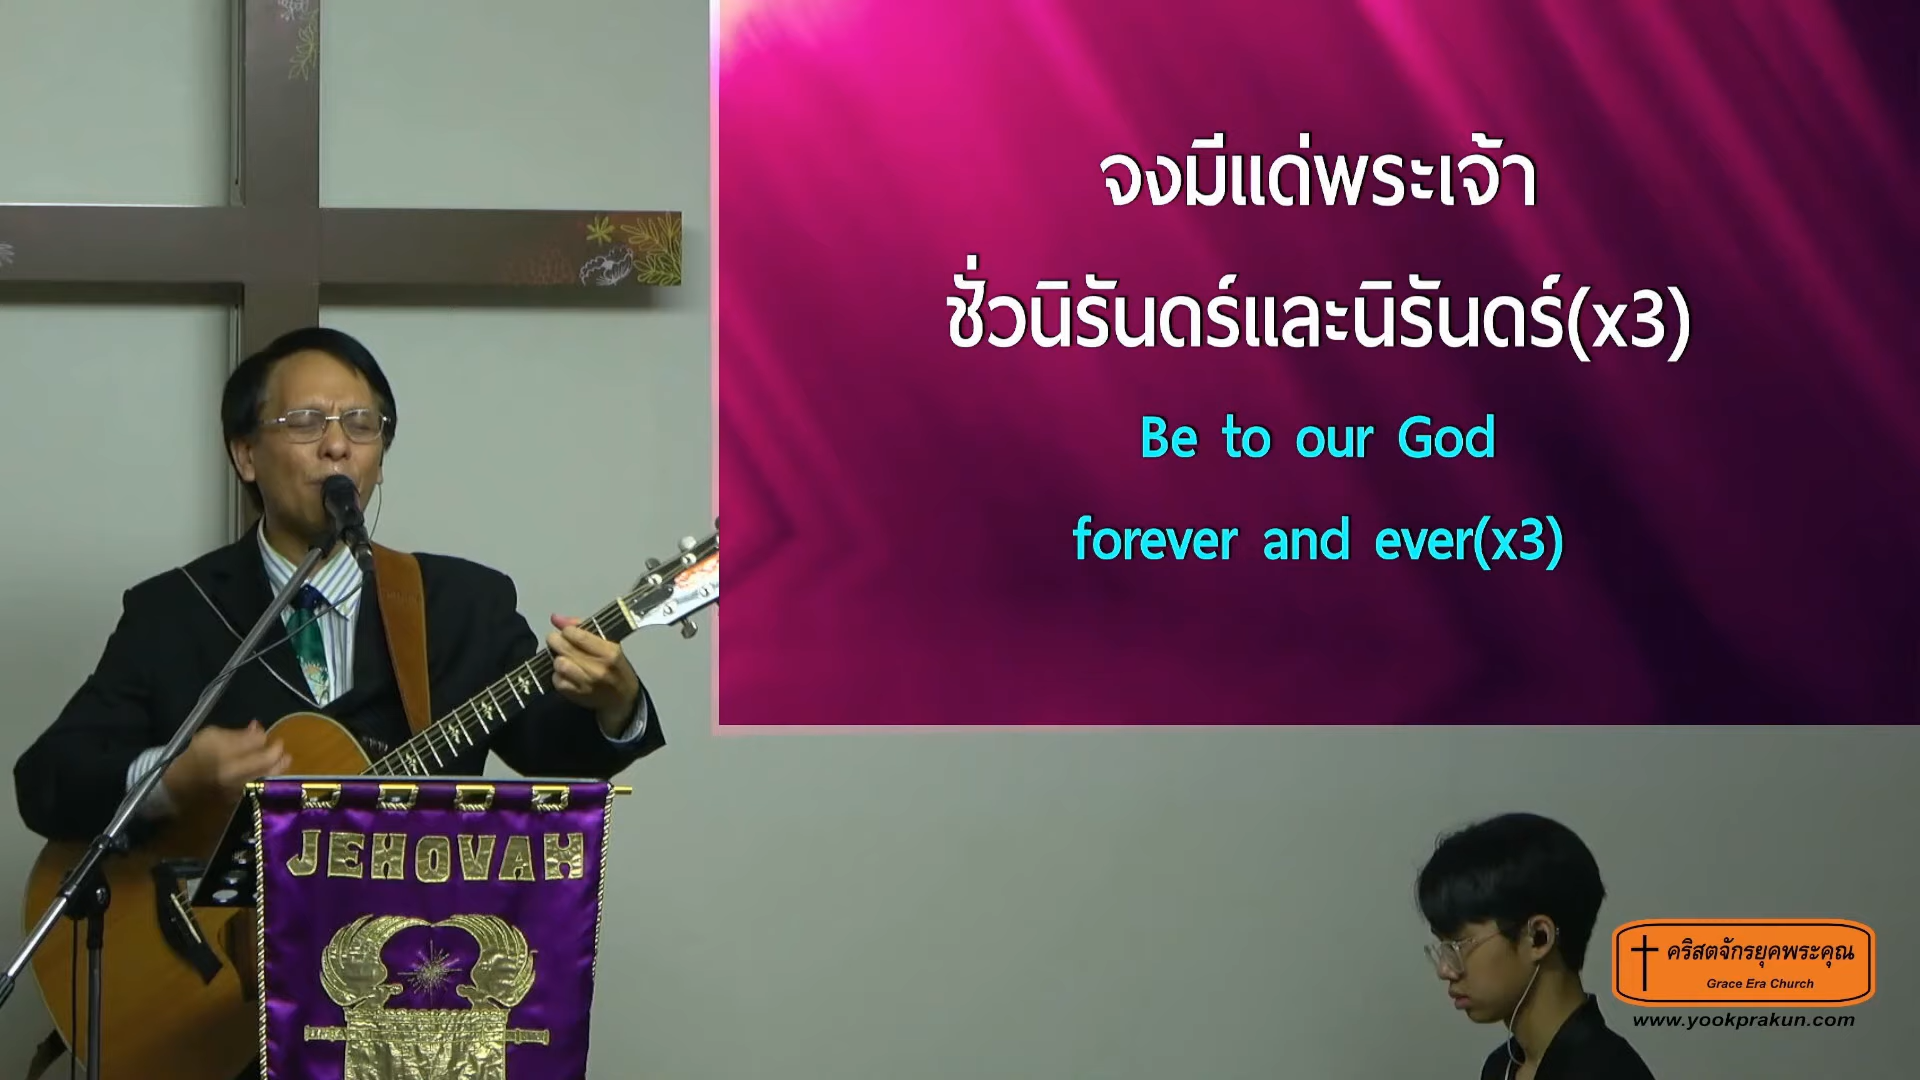 จงมีแด่พระเจ้า
ชั่วนิรันดร์และนิรันดร์(x3)
Be to our God
forever and ever(x3)
JEHOVAH
คริสตจักรยุคพระคุณ
Grace Era Church
www.yookprakun.com